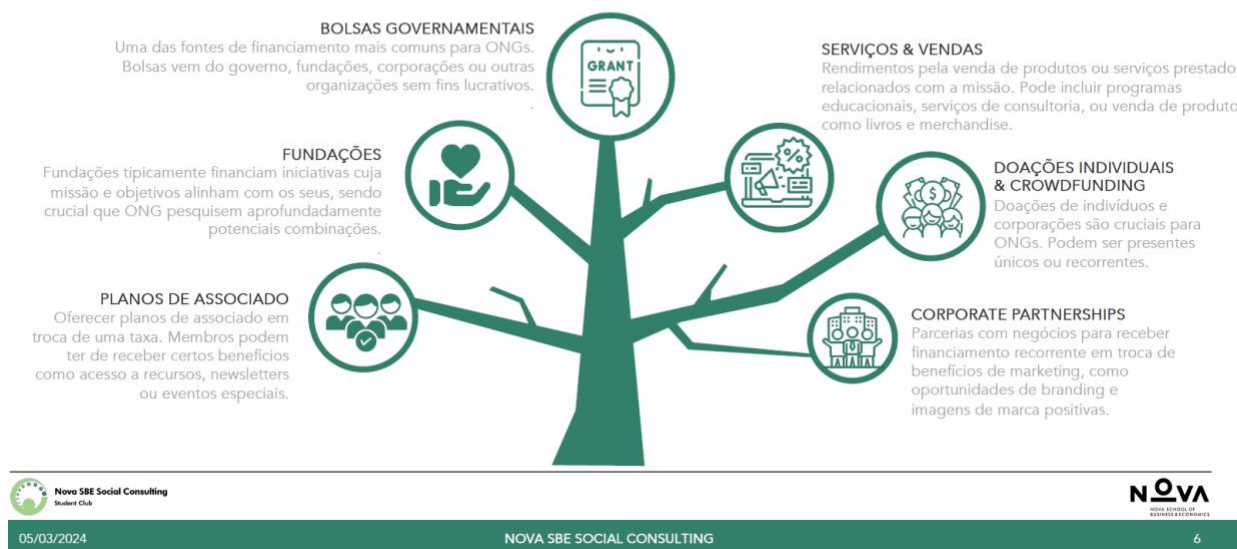 BOLSAS GOVERNAMENTAIS
Uma das fontes de financiamento mais comuns para ONGs.
Bolsas vem do governo, fundações, corporações ou outras
organizações sem fins lucrativos.
.
GRANT
SERVIÇOS & VENDAS
Rendimentos pela venda de produtos ou serviços prestado
relacionados com a missão. Pode incluir programas
educacionais, serviços de consultoria, ou venda de produto
como livros e merchandise.
FUNDAÇÕES
Fundações tipicamente financiam iniciativas cuja
missão e objetivos alinham com os seus, sendo
crucial que ONG pesquisem aprofundadamente
potenciais combinações.
.
%
$
DOAÇÕES INDIVIDUAIS
& CROWDFUNDING
Doações de indivíduos e
corporações são cruciais para
ONGs. Podem ser presentes
únicos ou recorrentes.
PLANOS DE ASSOCIADO
Oferecer planos de associado em
troca de uma taxa. Membros podem
ter de receber certos benefícios
como acesso a recursos, newsletters
ou eventos especiais.
CORPORATE PARTNERSHIPS
Parcerias com negócios para receber
financiamento recorrente em troca de
benefícios de marketing, como
oportunidades de branding e
imagens de marca positivas.
Nova SBE Social Consulting
Student Club
NOVA
NOVA SCHOOL OF
BUSINESS & ECONOMICS
05/03/2024
NOVA SBE SOCIAL CONSULTING
6